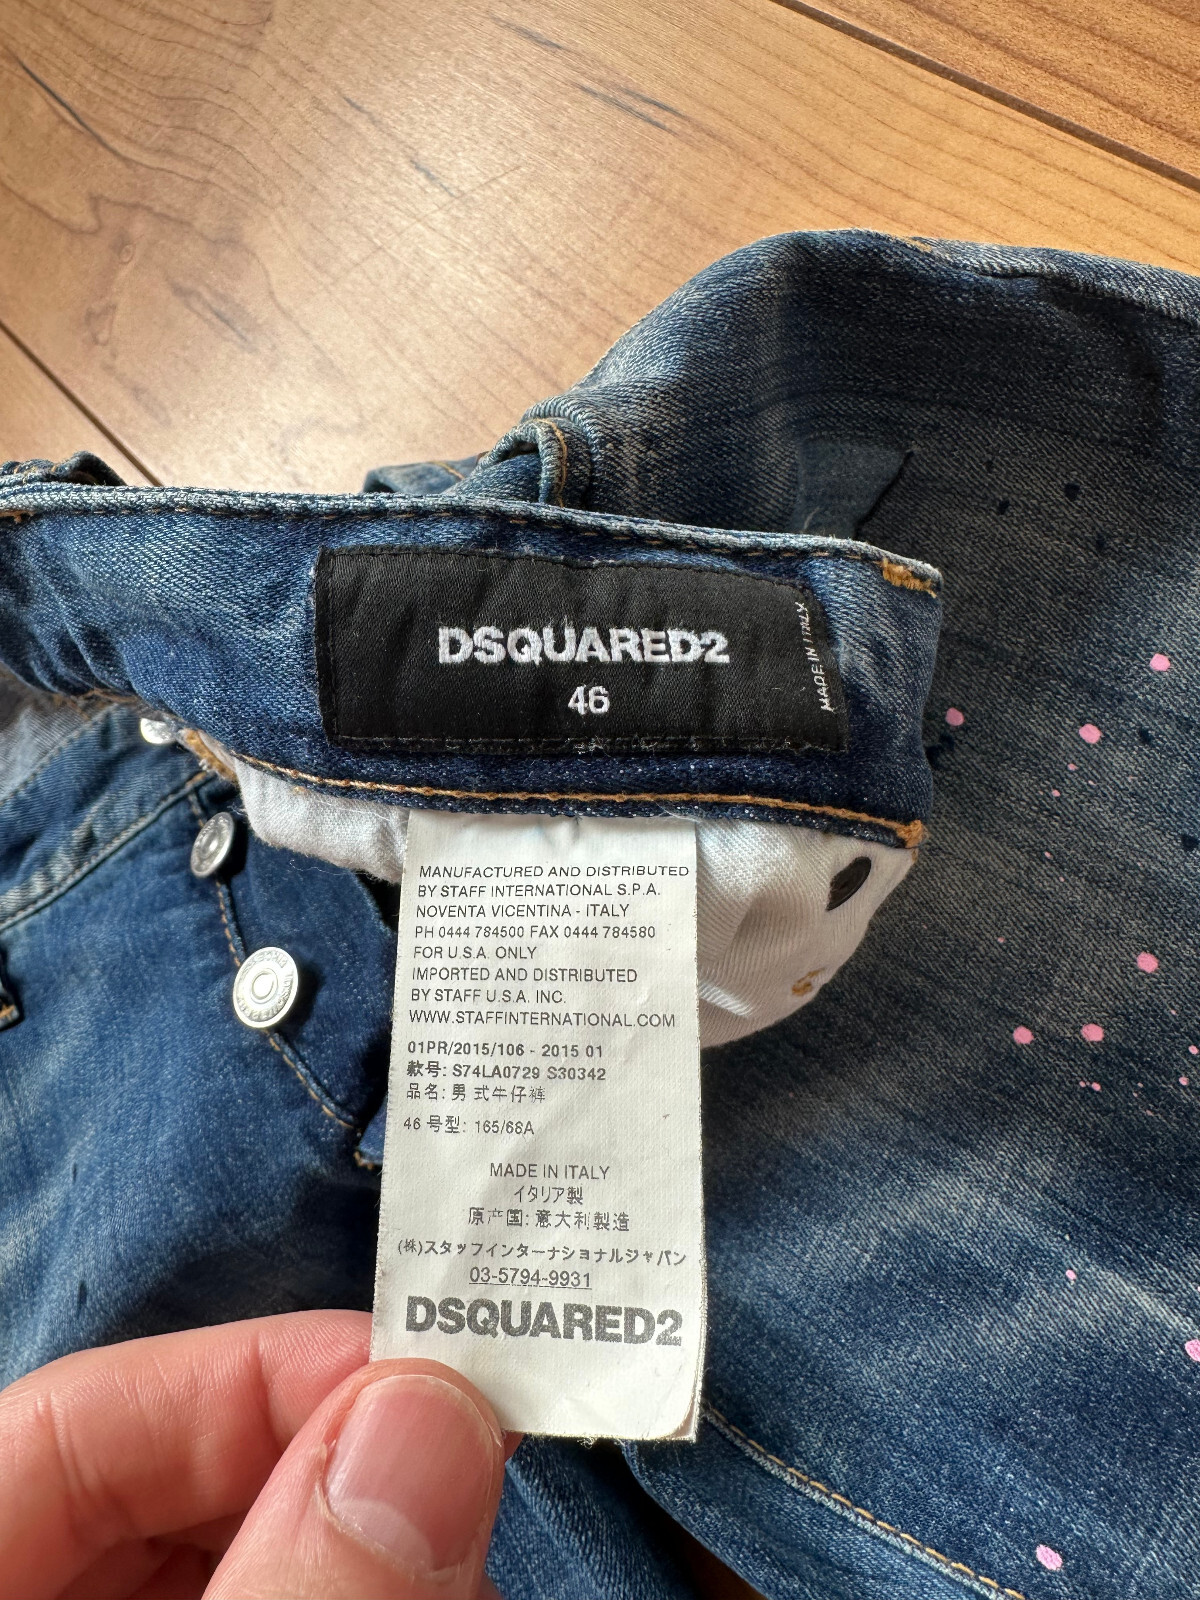 DSQUARED2
46
MADE IN ITALY
MANUFACTURED AND DISTRIBUTED
BY STAFF INTERNATIONAL S.P.A.
NOVENTA VICENTINA - ITALY
PH 0444 784500 FAX 0444 784580
FOR U.S.A. ONLY
IMPORTED AND DISTRIBUTED
BY STAFF U.S.A. INC.
WWW.STAFFINTERNATIONAL.COM
01PR/2015/106 - 2015 01
款号: S74LA0729 S30342
品名: 男式牛仔裤
46 号型: 165/68A
MADE IN ITALY
イタリア製
原产国: 意大利製造
(株)スタッフインターナショナルジャパン
03-5794-9931
DSQUARED2